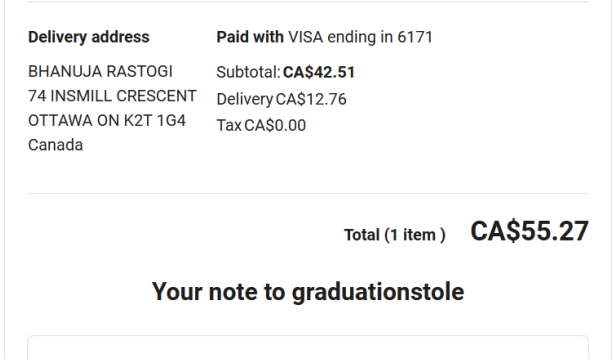 Delivery address
BHANUJA RASTOGI
74 INSMILL CRESCENT
OTTAWA ON K2T 1G4
Canada
Paid with VISA ending in 6171
Subtotal: CA$42.51
Delivery CA$12.76
Tax CA$0.00
Total (1 item ) CA$55.27
Your note to graduationstole